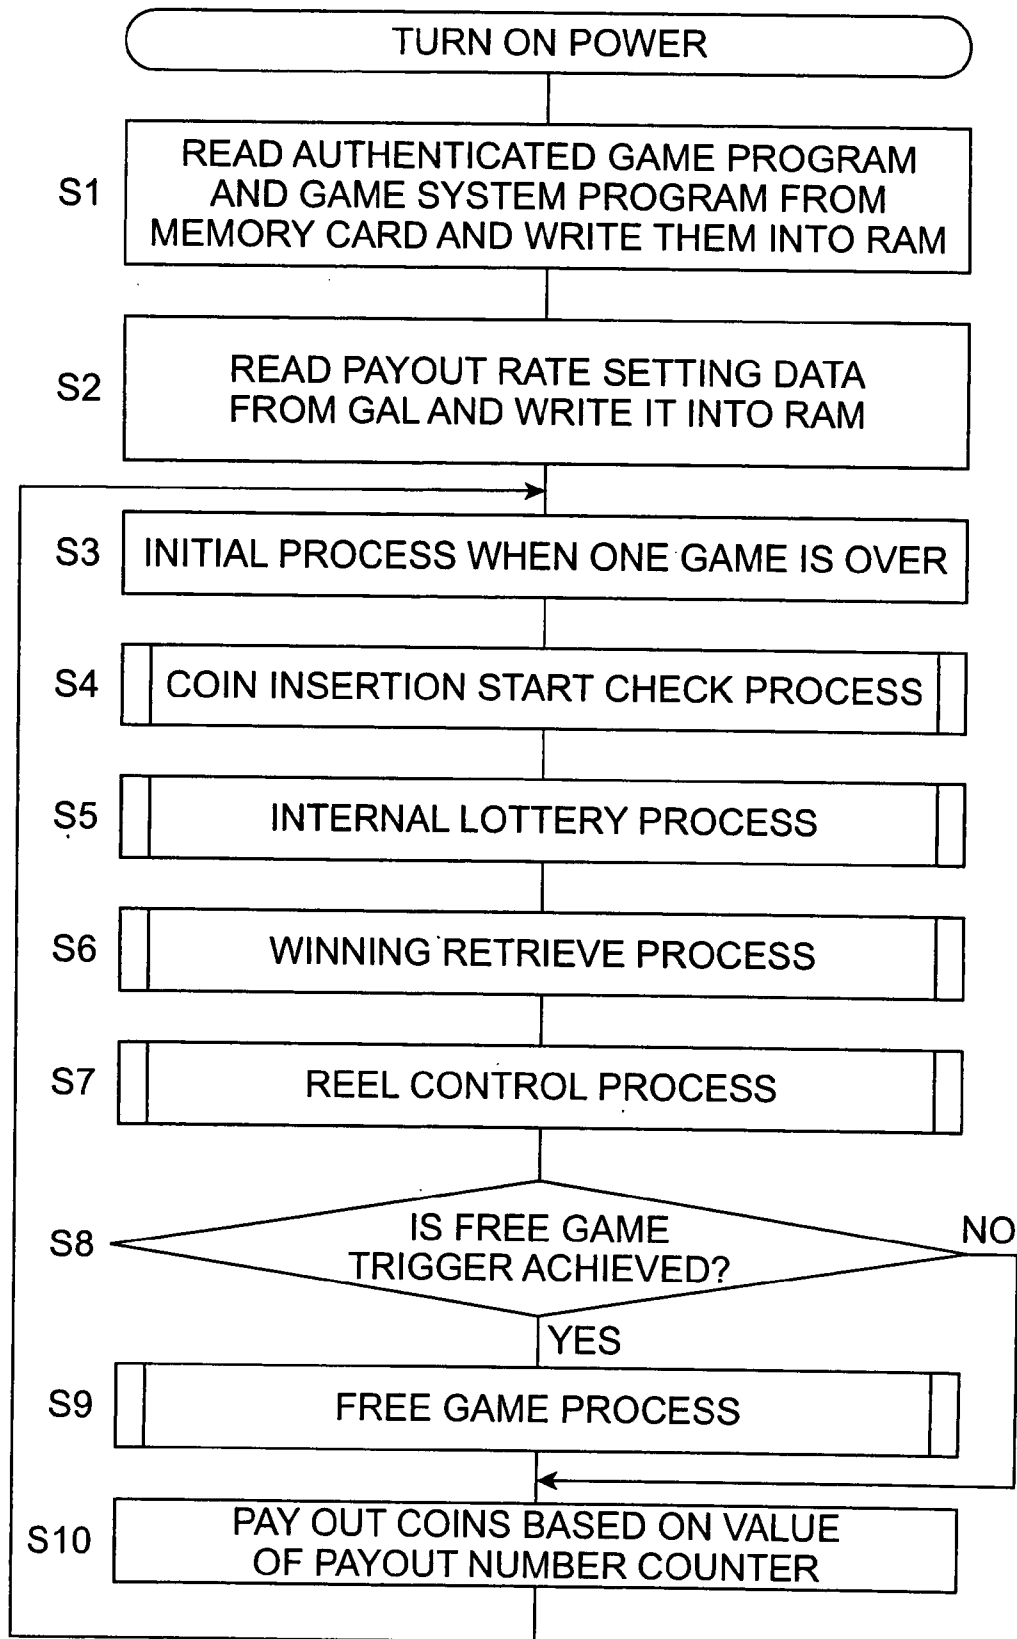 TURN ON POWER
S1
READ AUTHENTICATED GAME PROGRAM
AND GAME SYSTEM PROGRAM FROM
MEMORY CARD AND WRITE THEM INTO RAM
S2
READ PAYOUT RATE SETTING DATA
FROM GAL AND WRITE IT INTO RAM
S3
INITIAL PROCESS WHEN ONE GAME IS OVER
S4
COIN INSERTION START CHECK PROCESS
S5
INTERNAL LOTTERY PROCESS
S6
WINNING RETRIEVE PROCESS
S7
REEL CONTROL PROCESS
S8
IS FREE GAME
TRIGGER ACHIEVED?
NO
YES
S9
FREE GAME PROCESS
S10
PAY OUT COINS BASED ON VALUE
OF PAYOUT NUMBER COUNTER